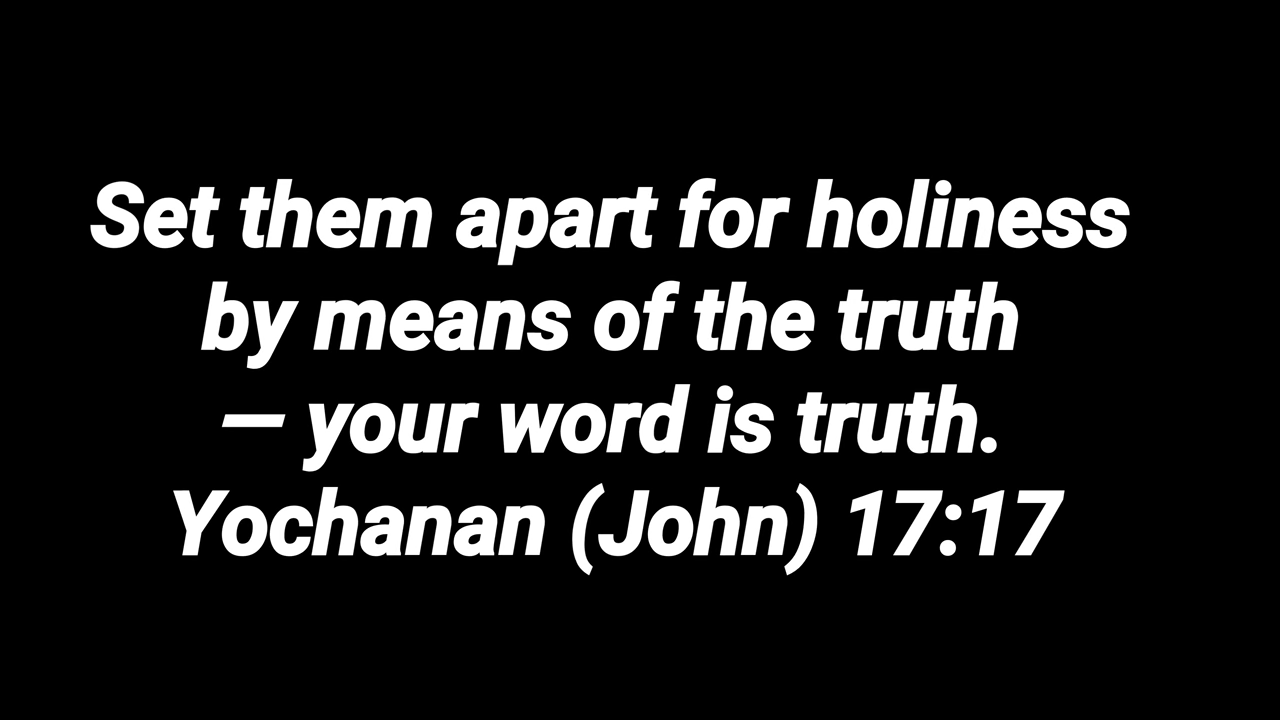 Set them apart for holiness
by means of the truth
— your word is truth.
Yochanan (John) 17:17